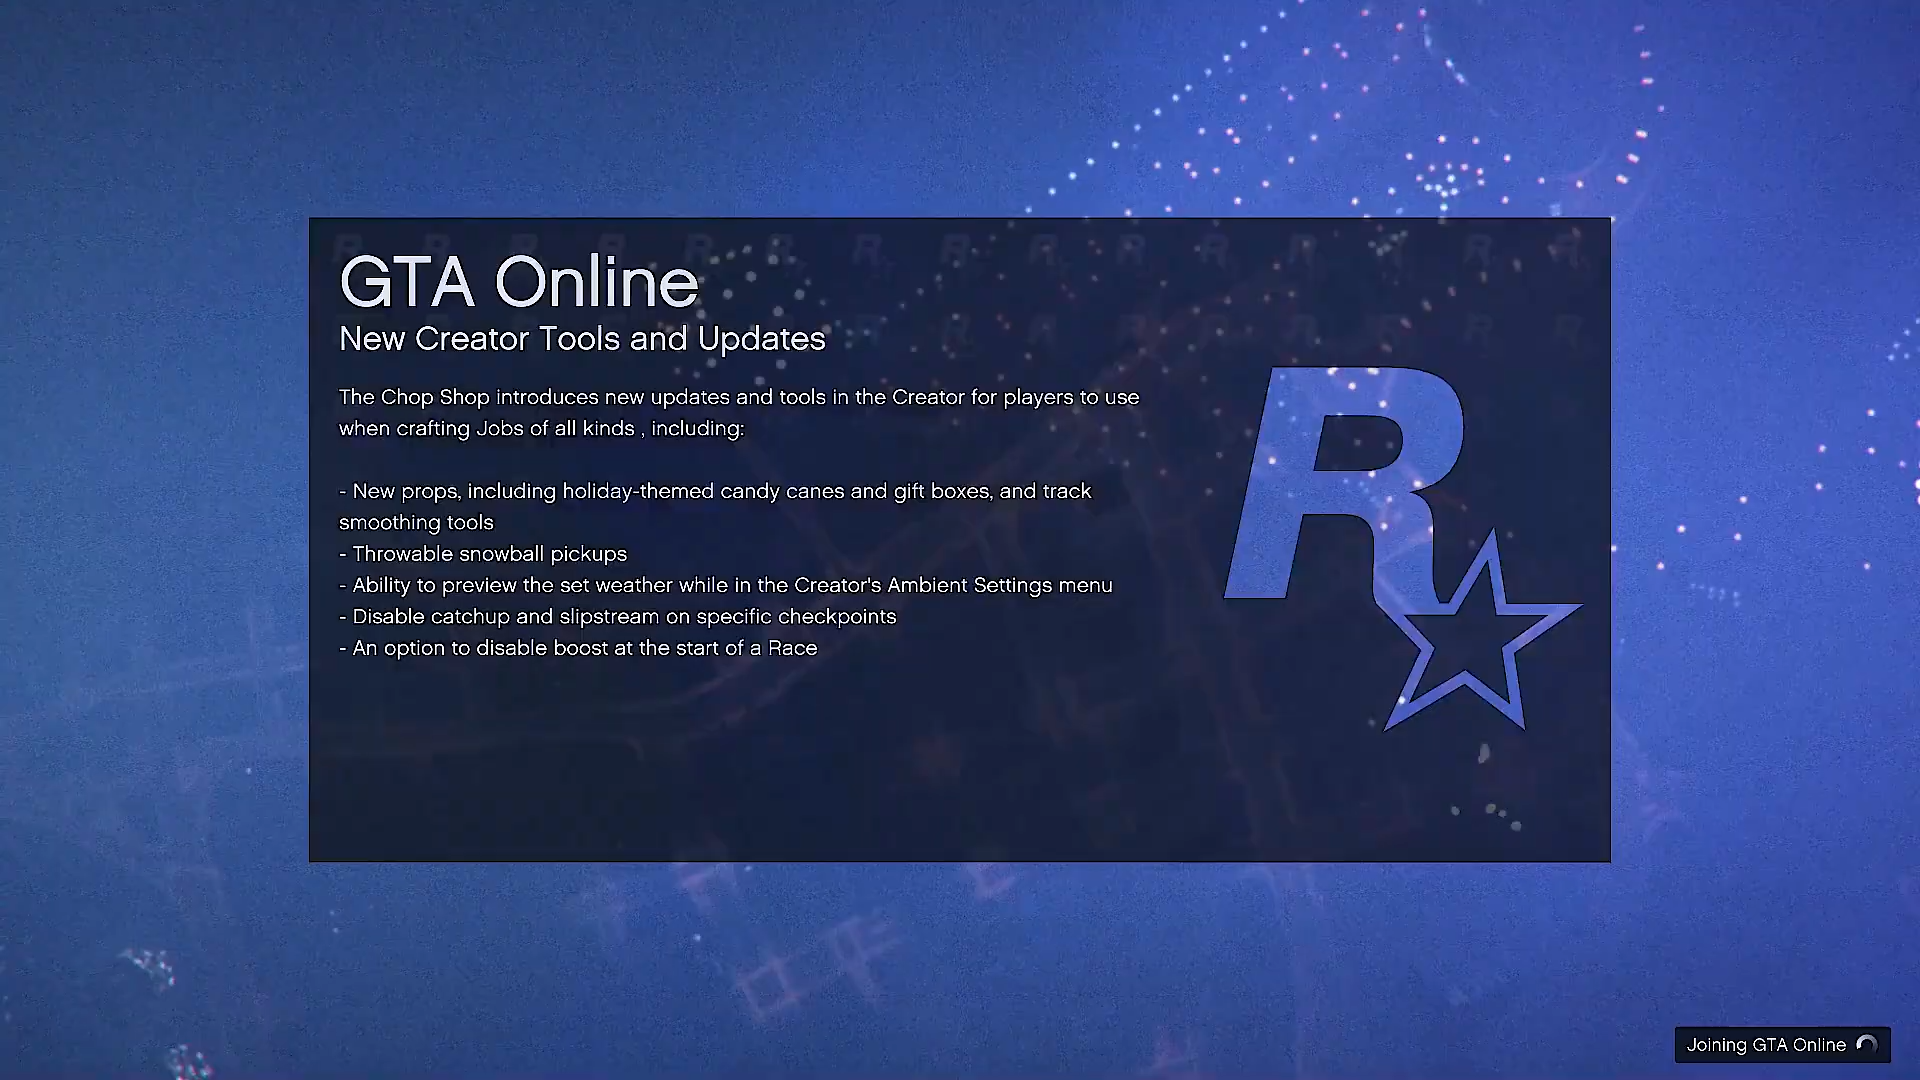 GTA Online
New Creator Tools and Updates
The Chop Shop introduces new updates and tools in the Creator for players to use
when crafting Jobs of all kinds , including:
- New props, including holiday-themed candy canes and gift boxes, and track
smoothing tools
- Throwable snowball pickups
- Ability to preview the set weather while in the Creator's Ambient Settings menu
- Disable catchup and slipstream on specific checkpoints
- An option to disable boost at the start of a Race
R
Joining GTA Online